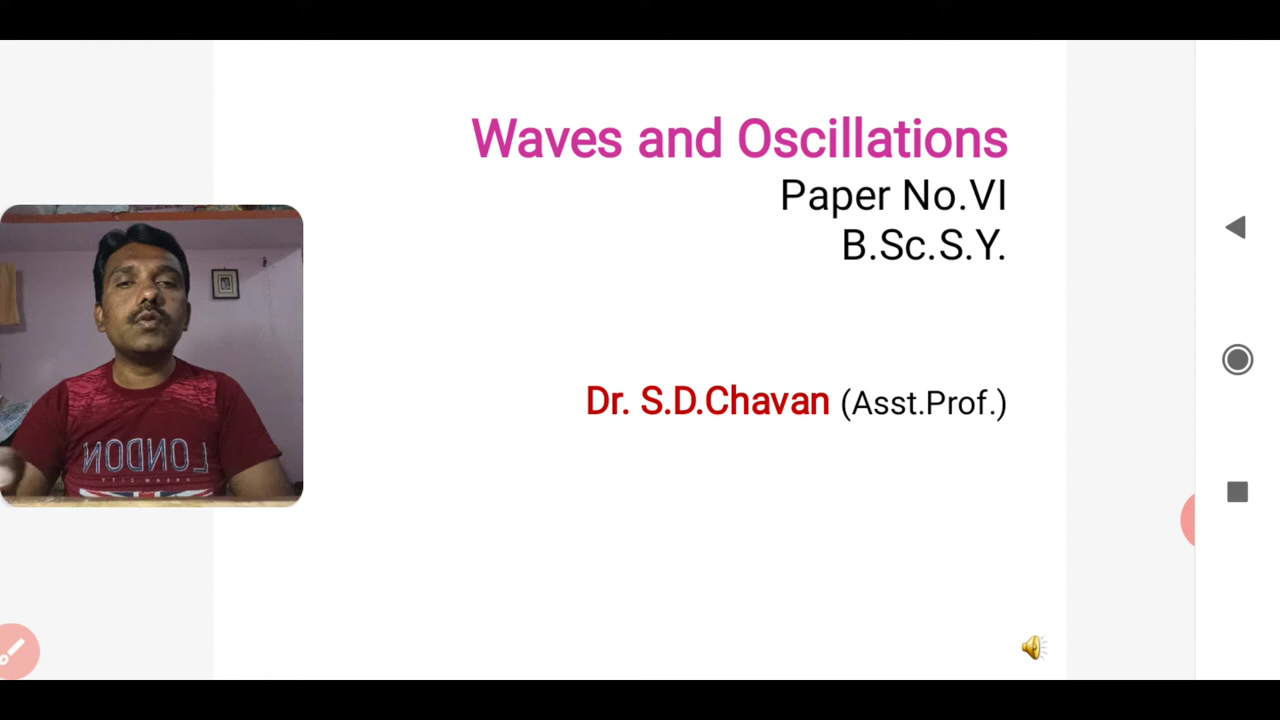 Waves and Oscillations
Paper No.VI
B.Sc.S.Y.
Dr. S.D.Chavan (Asst.Prof.)
LONDON